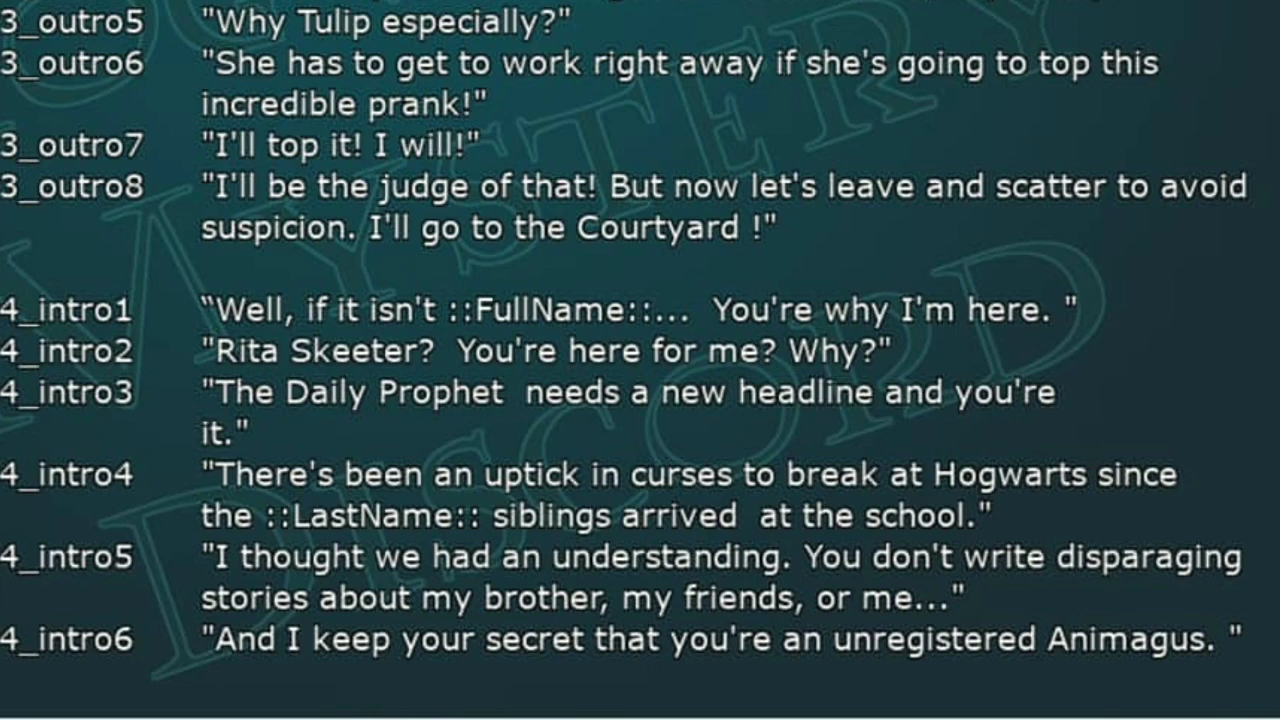 3_outro5 "Why Tulip especially?"
3_outro6 "She has to get to work right away if she's going to top this
incredible prank!"
3_outro7 "I'll top it! I will!"
3_outro8 "I'll be the judge of that! But now let's leave and scatter to avoid
suspicion. I'll go to the Courtyard !"
4_intro1 "Well, if it isn't ::FullName::...  You're why I'm here. "
4_intro2 "Rita Skeeter?  You're here for me? Why?"
4_intro3 "The Daily Prophet  needs a new headline and you're
it."
4_intro4 "There's been an uptick in curses to break at Hogwarts since
the ::LastName:: siblings arrived  at the school."
4_intro5 "I thought we had an understanding. You don't write disparaging
stories about my brother, my friends, or me..."
4_intro6 "And I keep your secret that you're an unregistered Animagus. "
MYSTERY
DISCORD